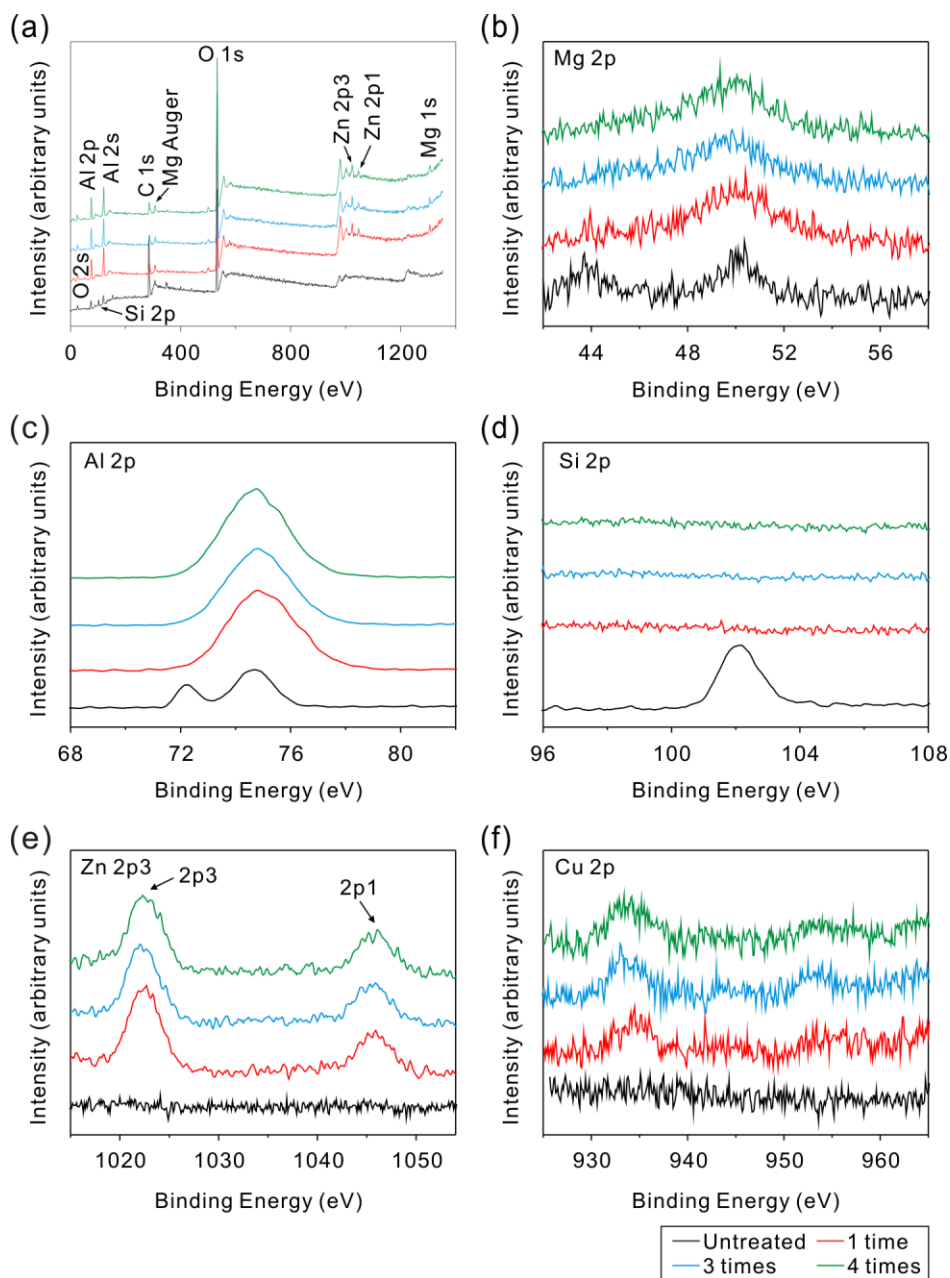 (a)
O 1s
Al 2p
Al 2s
C 1s
Mg Auger
Zn 2p3
Zn 2p1
Mg 1s
O 2s
Si 2p
Intensity (arbitrary units)
0 400 800 1200
Binding Energy (eV)
(b)
Mg 2p
Intensity (arbitrary units)
44 48 52 56
Binding Energy (eV)
(c)
Al 2p
Intensity (arbitrary units)
68 72 76 80
Binding Energy (eV)
(d)
Si 2p
Intensity (arbitrary units)
96 100 104 108
Binding Energy (eV)
(e)
Zn 2p3
2p3
2p1
Intensity (arbitrary units)
1020 1030 1040 1050
Binding Energy (eV)
(f)
Cu 2p
Intensity (arbitrary units)
930 940 950 960
Binding Energy (eV)
Untreated 1 time
3 times 4 times